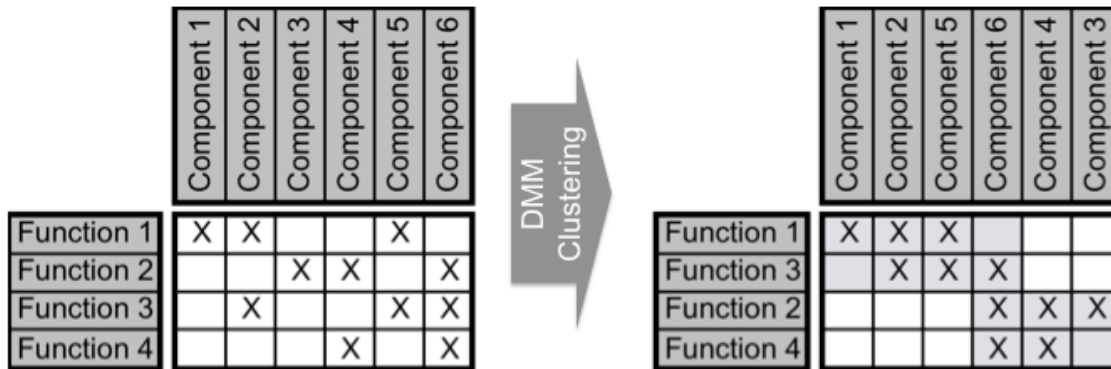 Component 1 Component 2 Component 3 Component 4 Component 5 Component 6
Function 1 X X X
Function 2 X X X
Function 3 X X X
Function 4 X X
DMM
Clustering
Component 1 Component 2 Component 5 Component 6 Component 4 Component 3
Function 1 X X X
Function 3 X X X
Function 2 X X X
Function 4 X X